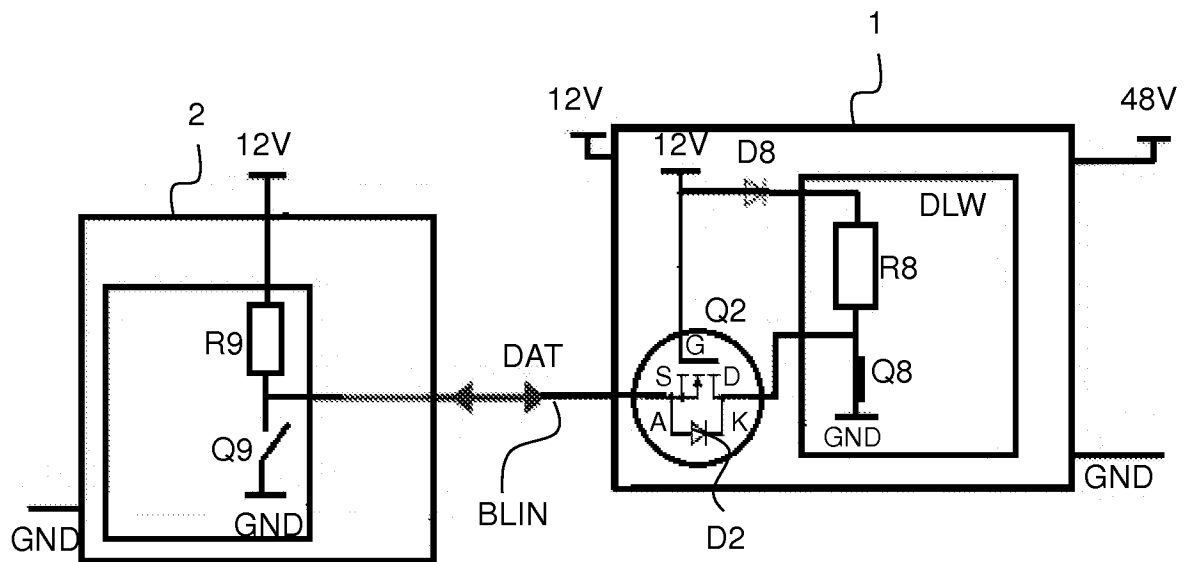 1
2
12V
48V
12V
12V
D8
DLW
R8
Q2
R9
DAT
G
S
D
Q8
A
K
Q9
GND
GND
BLIN
GND
GND
D2